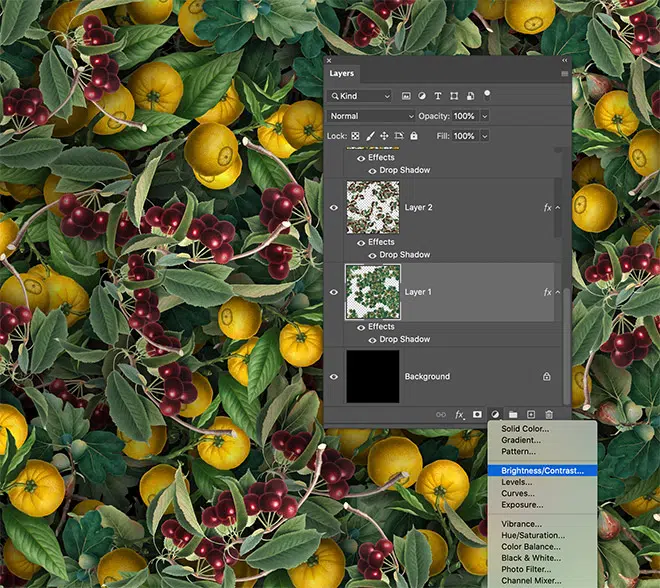 Layers
Kind
Normal Opacity: 100%
Lock: Fill: 100%
Effects
Drop Shadow
Layer 2 fx
Effects
Drop Shadow
Layer 1 fx
Effects
Drop Shadow
Background
fx
Solid Color...
Gradient...
Pattern...
Brightness/Contrast...
Levels...
Curves...
Exposure...
Vibrance...
Hue/Saturation...
Color Balance...
Black & White...
Photo Filter...
Channel Mixer...